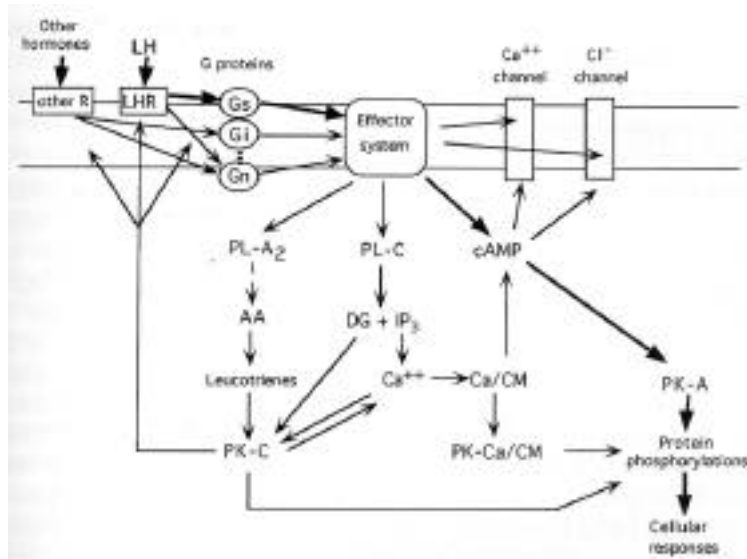 Other
hormones
LH
G proteins
Ca++
channel
Cl-
channel
other R
LHR
Gs
Gi
Gn
Effector
system
PL-A2
PL-C
cAMP
AA
DG + IP3
Leucotrienes
Ca++
Ca/CM
PK-A
PK-C
PK-Ca/CM
Protein
phosphorylations
Cellular
responses